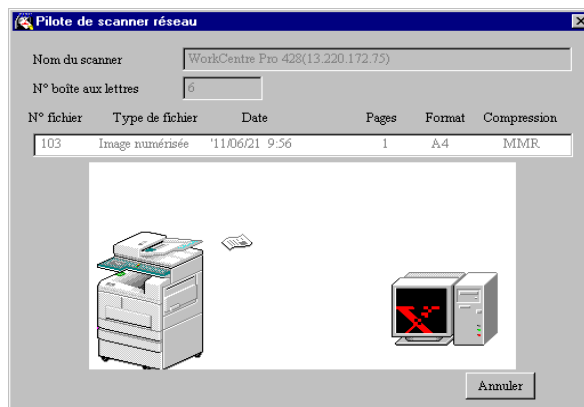 Pilote de scanner réseau
Nom du scanner WorkCentre Pro 428(13.220.172.75)
N° boîte aux lettres 6
N° fichier Type de fichier Date Pages Format Compression
103 Image numérisée '11/06/21 9:56 1 A4 MMR
Annuler